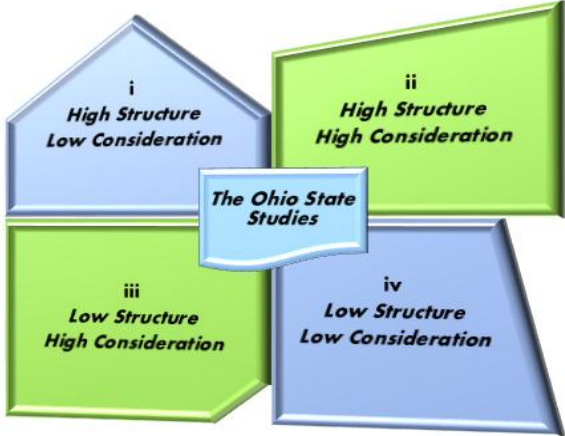 i
High Structure
Low Consideration
ii
High Structure
High Consideration
The Ohio State
Studies
iii
Low Structure
High Consideration
iv
Low Structure
Low Consideration